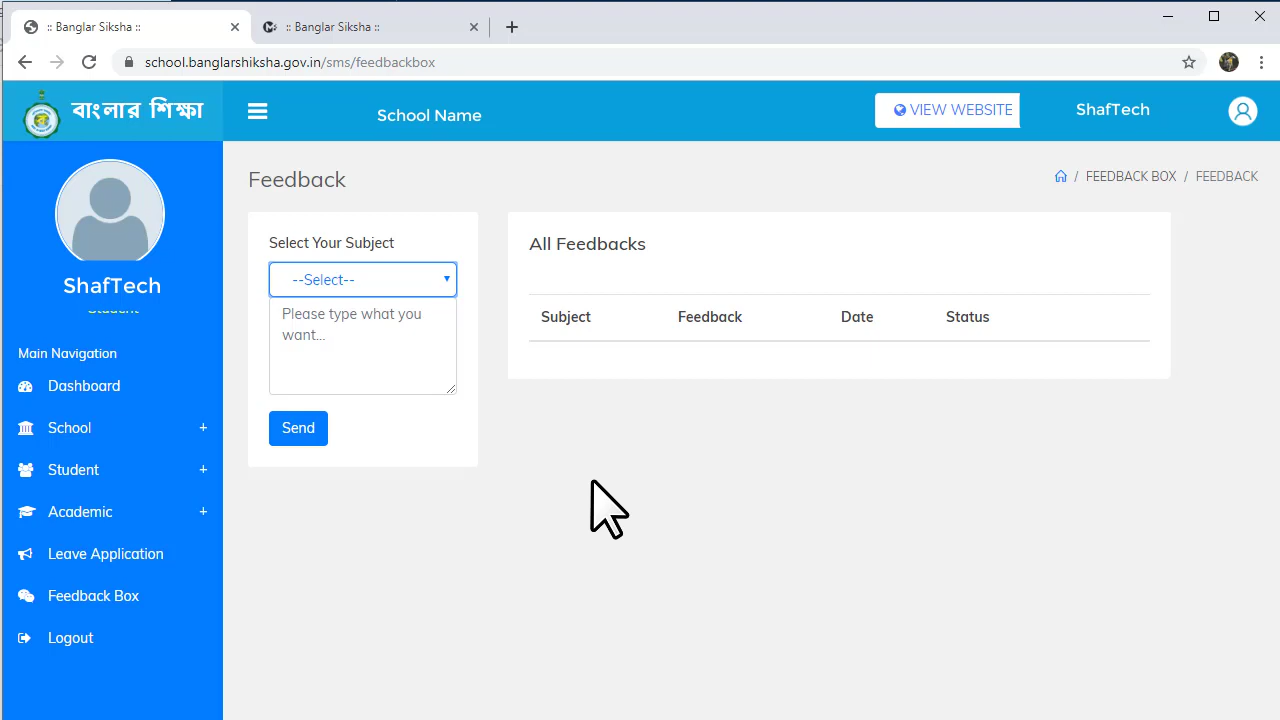 :: Banglar Siksha ::
:: Banglar Siksha ::
school.banglarshiksha.gov.in/sms/feedbackbox
বাংলার শিক্ষা
School Name
VIEW WEBSITE
ShafTech
ShafTech
Student
Main Navigation
Dashboard
School +
Student +
Academic +
Leave Application
Feedback Box
Logout
Feedback
/ FEEDBACK BOX / FEEDBACK
Select Your Subject
--Select--
Please type what you
want...
Send
All Feedbacks
Subject Feedback Date Status